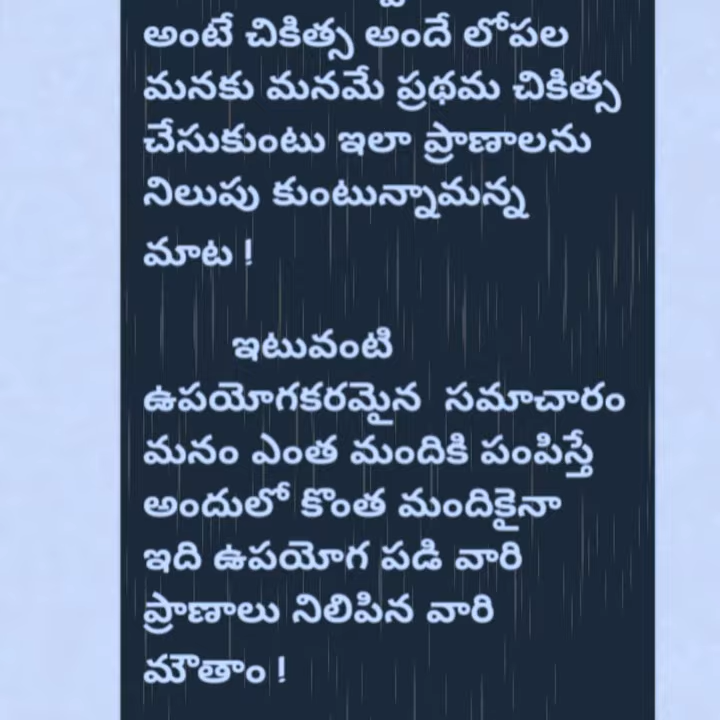 అంటే చికిత్స అందే లోపల
మనకు మనమే ప్రథమ చికిత్స
చేసుకుంటు ఇలా ప్రాణాలను
నిలుపు కుంటున్నామన్న
మాట !
ఇటువంటి
ఉపయోగకరమైన సమాచారం
మనం ఎంత మందికి పంపిస్తే
అందులో కొంత మందికైనా
ఇది ఉపయోగ పడి వారి
ప్రాణాలు నిలిపిన వారి
మౌతాం !